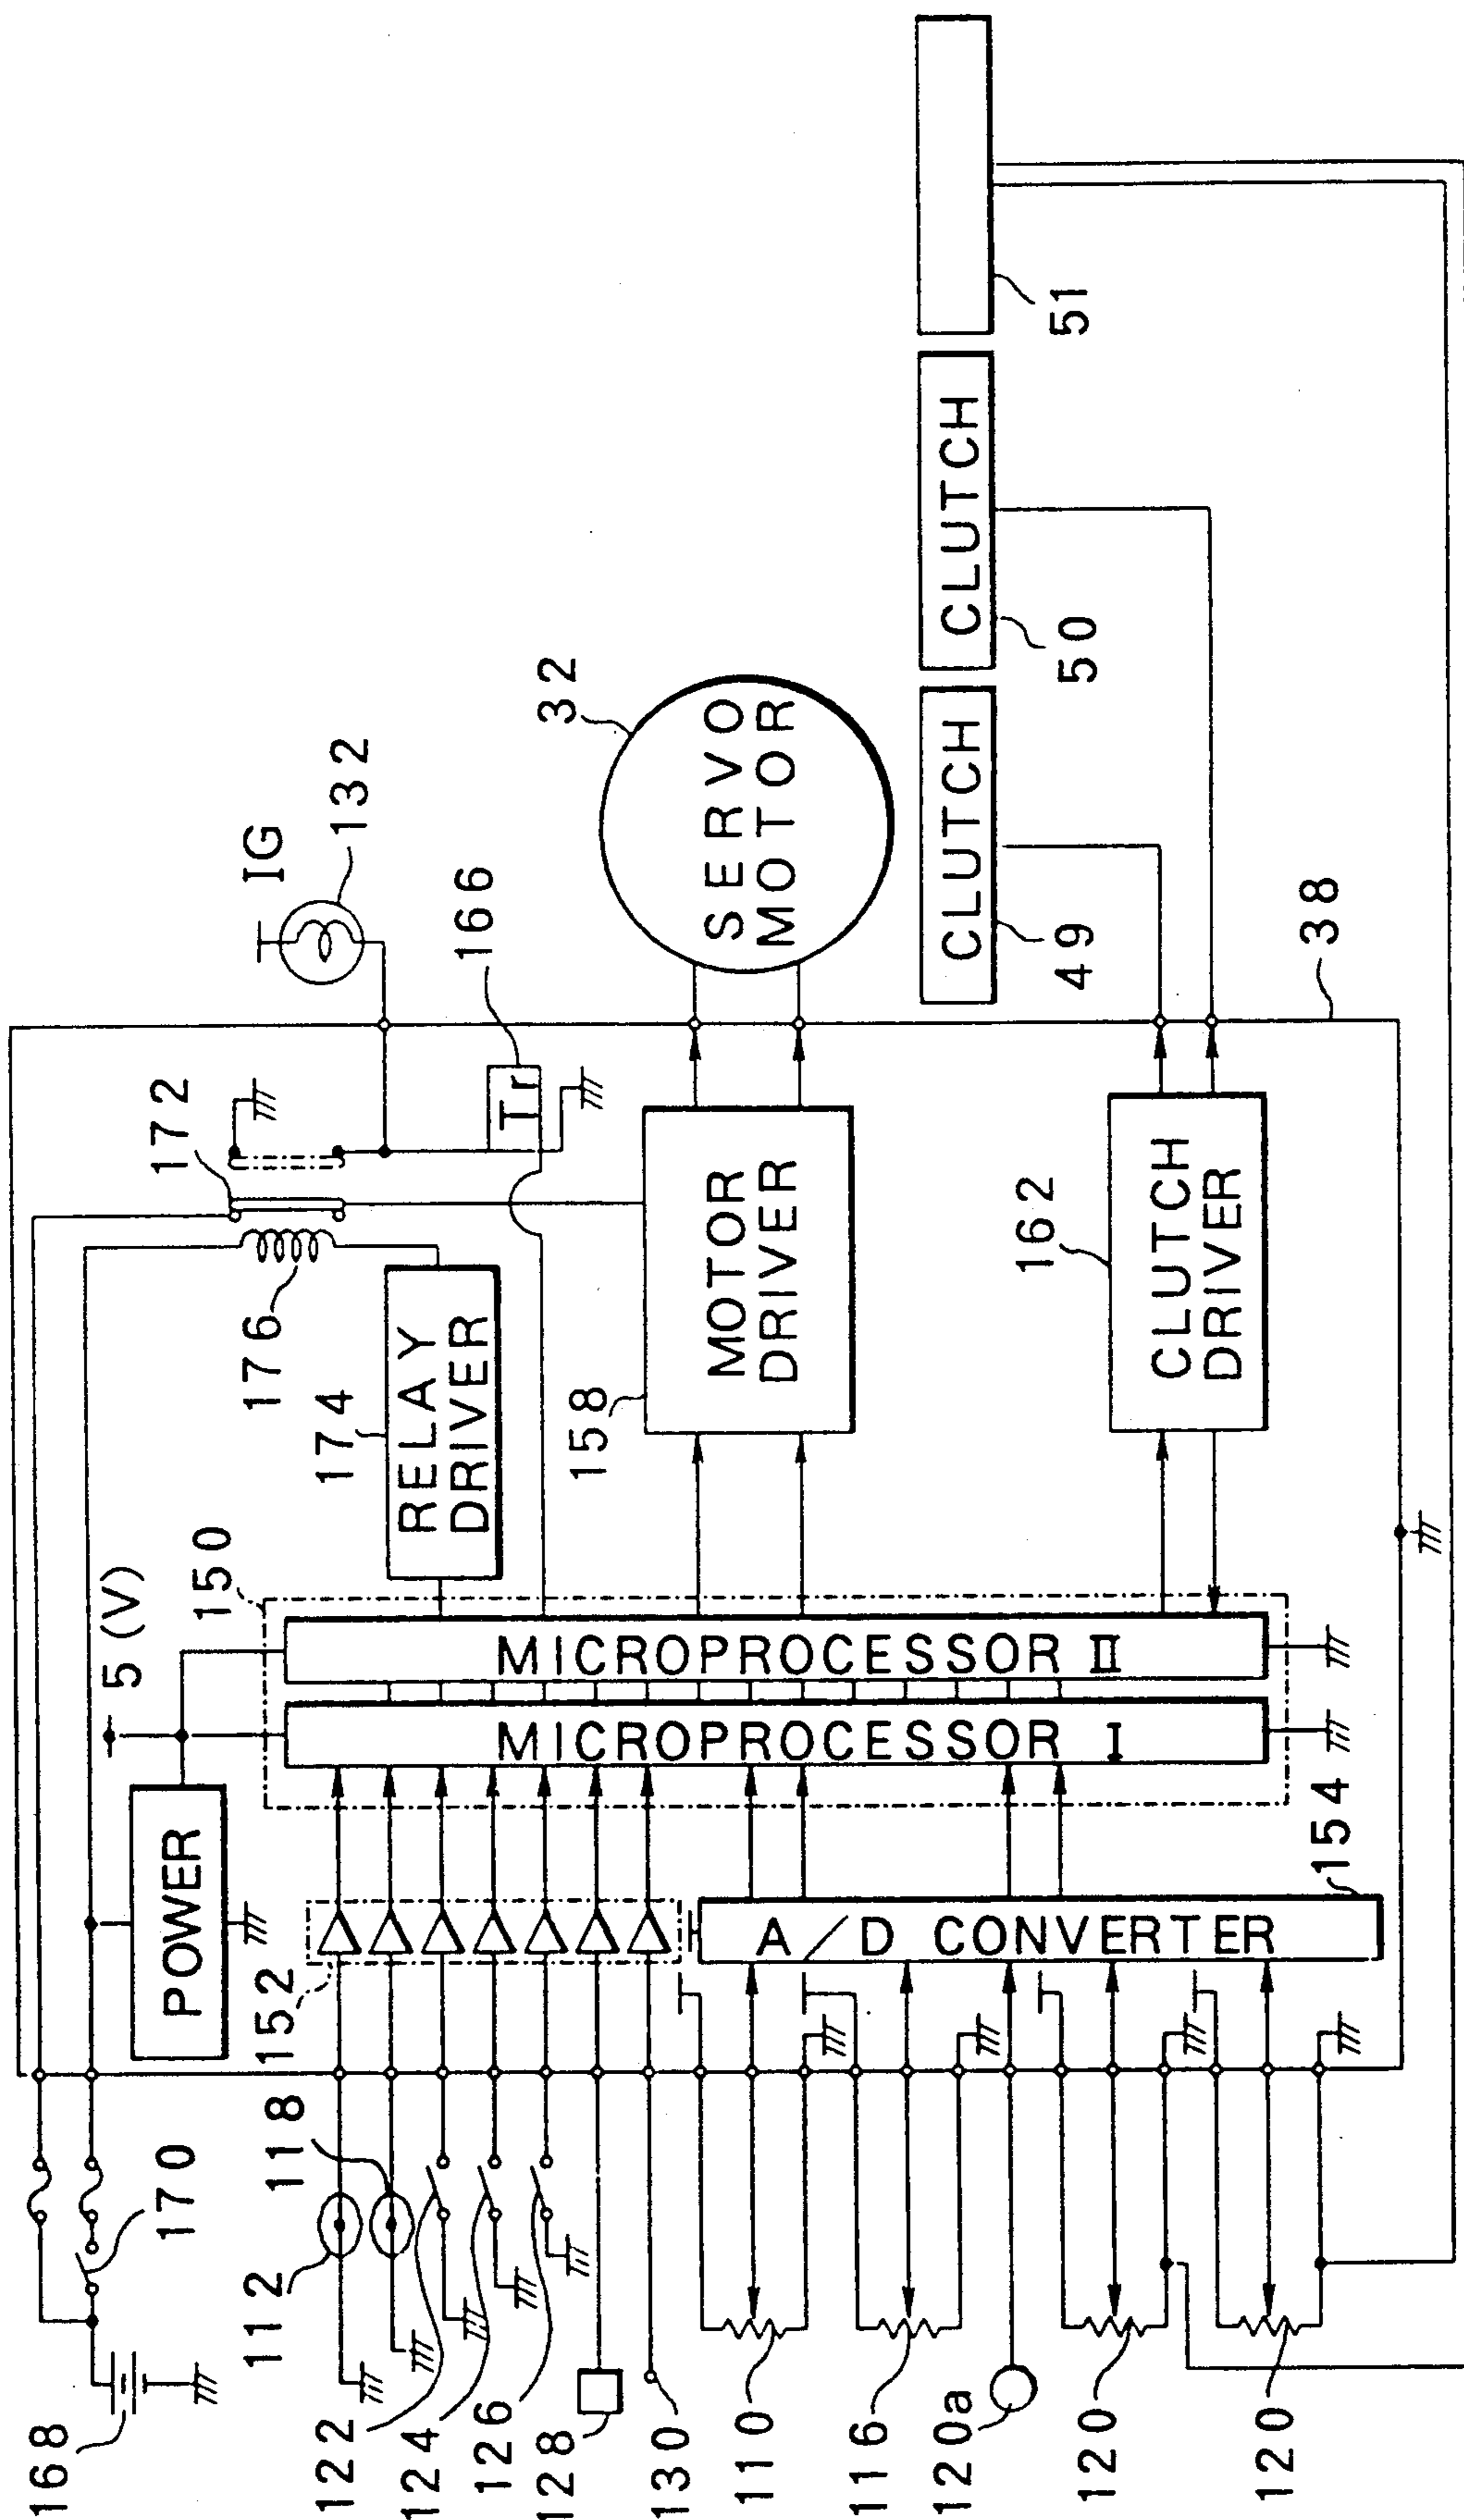 168
170
POWER
5 (V)
150
172
176
174
RELAY
DRIVER
IG
132
166
Tr
32
SERVO
MOTOR
112
118
152
122
124
126
128
130
110
116
120a
120
120
MICROPROCESSOR I
MICROPROCESSOR II
A/D CONVERTER
154
158
MOTOR
DRIVER
162
CLUTCH
DRIVER
38
CLUTCH
49
CLUTCH
50
51